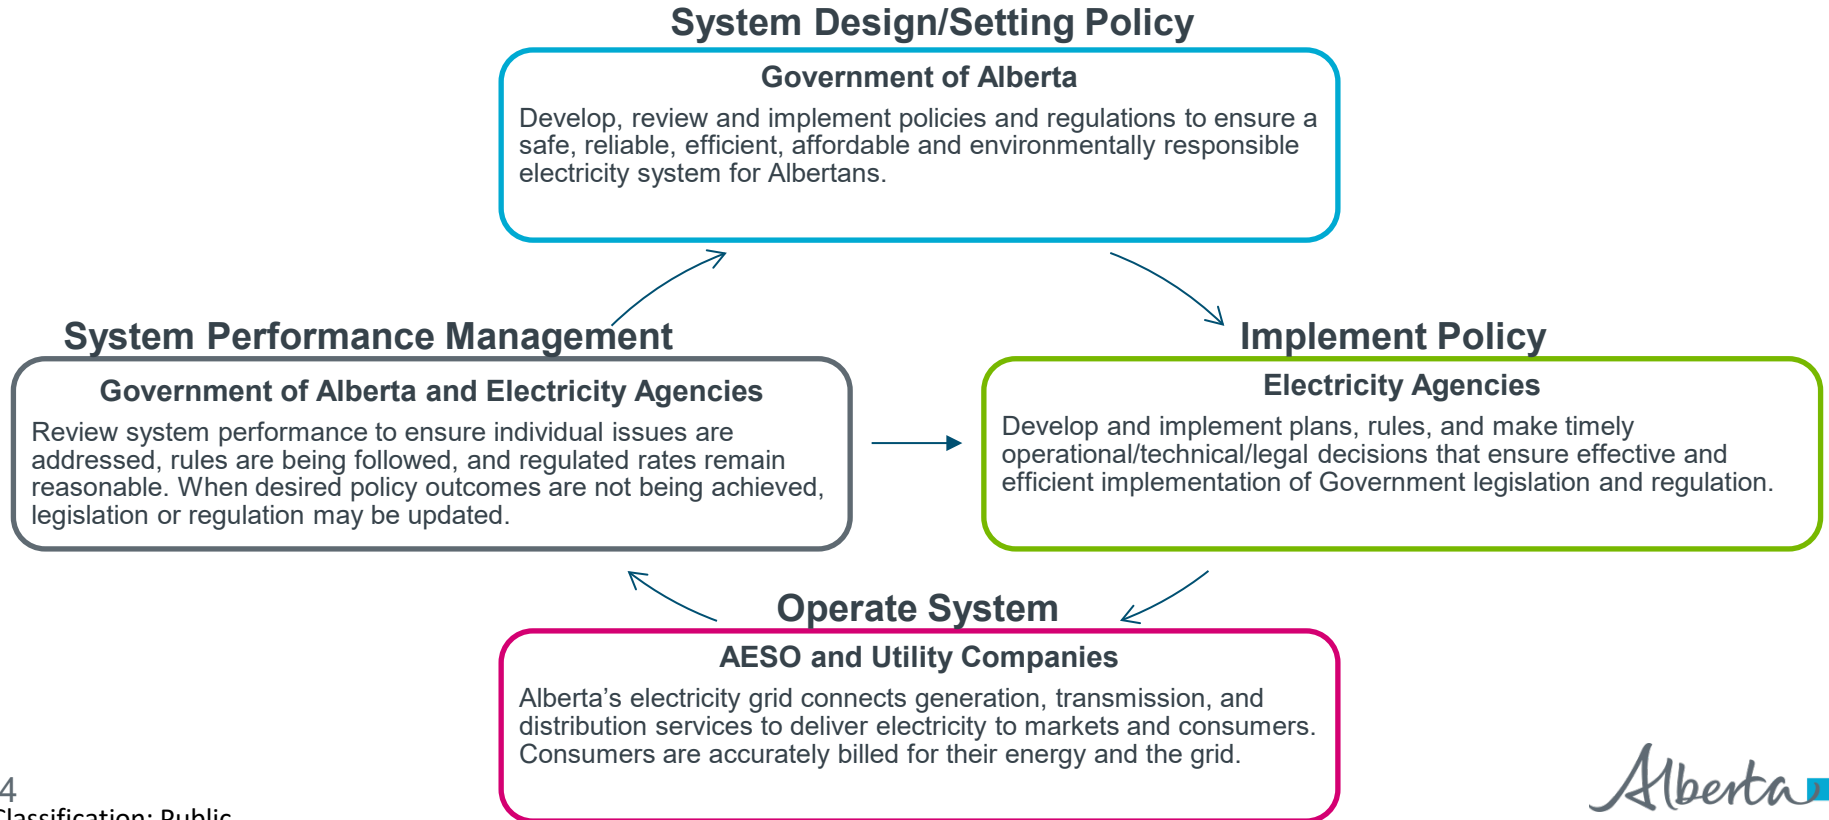 System Design/Setting Policy
Government of Alberta
Develop, review and implement policies and regulations to ensure a
safe, reliable, efficient, affordable and environmentally responsible
electricity system for Albertans.
System Performance Management
Government of Alberta and Electricity Agencies
Review system performance to ensure individual issues are
addressed, rules are being followed, and regulated rates remain
reasonable. When desired policy outcomes are not being achieved,
legislation or regulation may be updated.
Implement Policy
Electricity Agencies
Develop and implement plans, rules, and make timely
operational/technical/legal decisions that ensure effective and
efficient implementation of Government legislation and regulation.
Operate System
AESO and Utility Companies
Alberta’s electricity grid connects generation, transmission, and
distribution services to deliver electricity to markets and consumers.
Consumers are accurately billed for their energy and the grid.
4
Classification: Public
Alberta